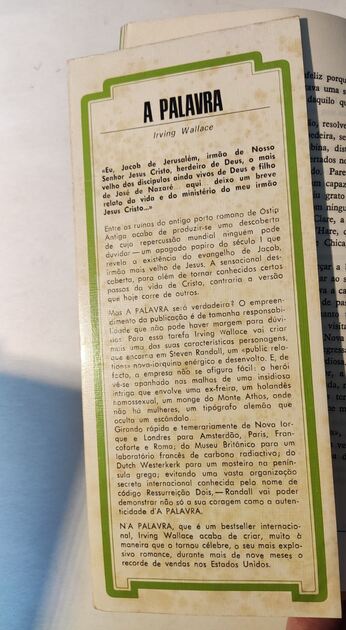 A PALAVRA
Irving Wallace
«Eu, Jacob de Jerusalém, irmão de Nosso
Senhor Jesus Cristo, herdeiro de Deus, o mais
velho dos discípulos ainda vivos de Deus e filho
de José de Nazaré... aqui deixo um breve
relato da vida e do ministério do meu irmão
Jesus Cristo...»
Entre as ruínas do antigo porto romano de Ostip
Antiga acaba de produzir-se uma descoberta
de cuja repercussão mundial ninguém pode
duvidar — um apagado papiro do século I que
revela a existência do evangelho de Jacob,
irmão mais velho de Jesus. A sensacional des-
coberta, para além de tornar conhecidos certos
passos da vida de Cristo, contraria a versão
que hoje corre de outros.
Mas A PALAVRA será verdadeira? O empreen-
dimento da publicação é de tamanha responsabi-
lidade que não pode haver margem para dúvi-
das. Para essa tarefa Irving Wallace vai criar
mais uma das suas características personagens,
que encarna em Steven Randall, um «public rela-
tion» nova-iorquino enérgico e desenvolto. E, de
facto, a empresa não se afigura fácil: o herói
vê-se apanhado nas malhas de uma insidiosa
intriga que envolve uma ex-freira, um holandês
homossexual, um monge do Monte Athos, onde
não há mulheres, um tipógrafo alemão que
oculta um escândalo...
Girando rápida e temerariamente de Nova Ior-
que e Londres para Amsterdão, Paris, Fran-
coforte e Roma; do Museu Britânico para um
laboratório francês de carbono radiactivo; do
Dutch Westerkerk para um mosteiro na penín-
sula grega; evitando uma vasta organização
secreta internacional conhecida pelo nome de
código Ressurreição Dois, — Randall vai poder
demonstrar não só a sua coragem como a auten-
ticidade d'A PALAVRA.
N'A PALAVRA, que é um bestseller internacio-
nal, Irving Wallace acaba de criar, muito à
maneira que o tornou célebre, o seu mais explo-
sivo romance, durante mais de nove meses o
recorde de vendas nos Estados Unidos.